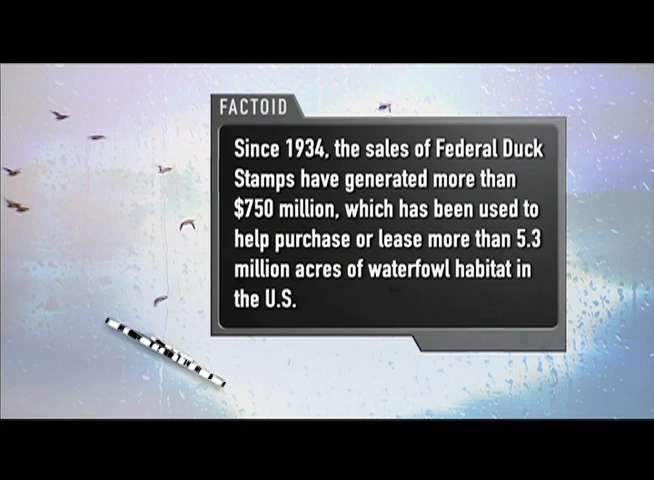 FACTOID
Since 1934, the sales of Federal Duck
Stamps have generated more than
$750 million, which has been used to
help purchase or lease more than 5.3
million acres of waterfowl habitat in
the U.S.